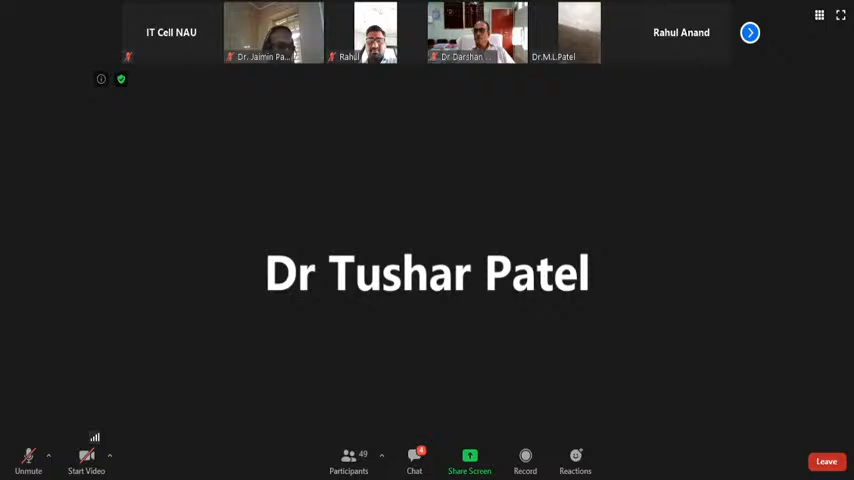 IT Cell NAU
Dr. Jaimin Pa...
Rahul
Dr Darshan
Dr.M.L.Patel
Rahul Anand
Dr Tushar Patel
Unmute
Start Video
49
Participants
4
Chat
Share Screen
Record
Reactions
Leave